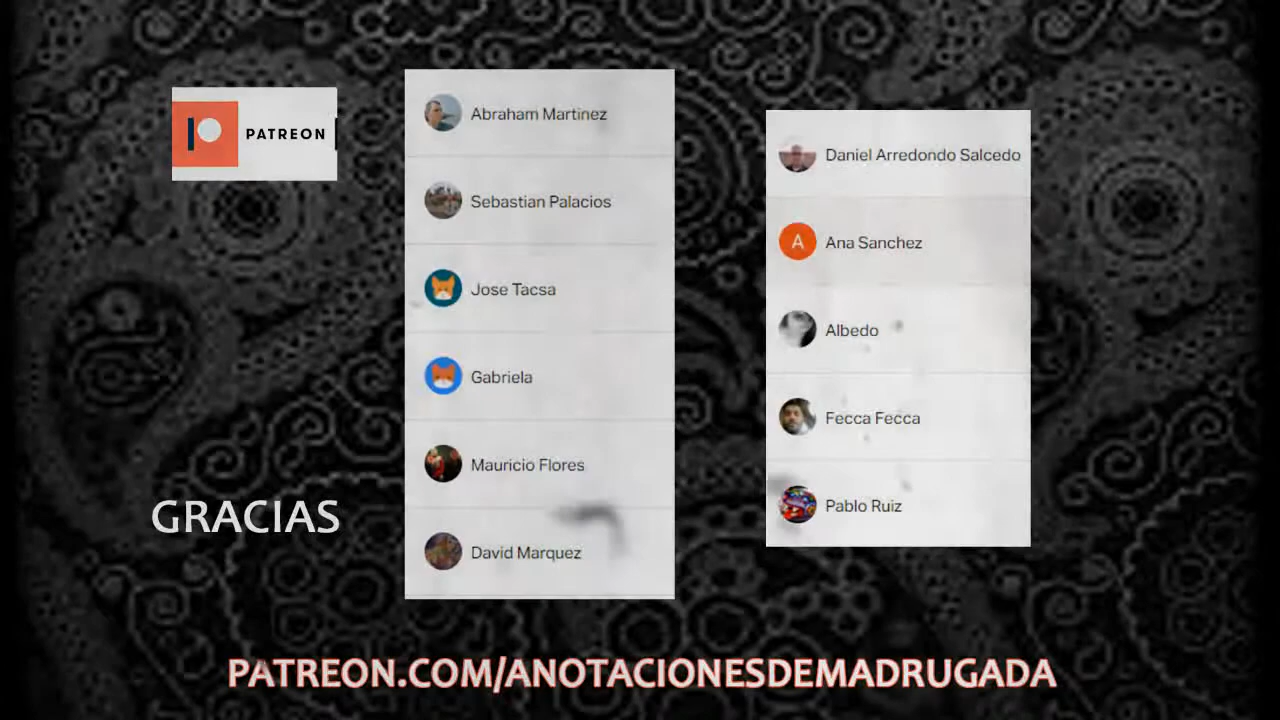 PATREON
Abraham Martinez
Sebastian Palacios
Jose Tacsa
Gabriela
Mauricio Flores
David Marquez
Daniel Arredondo Salcedo
A
Ana Sanchez
Albedo
Fecca Fecca
Pablo Ruiz
GRACIAS
PATREON.COM/ANOTACIONESDEMADRUGADA